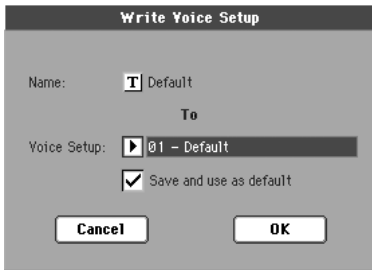 Write Voice Setup
Name: T Default
To
Voice Setup: 01 - Default
Save and use as default
Cancel OK